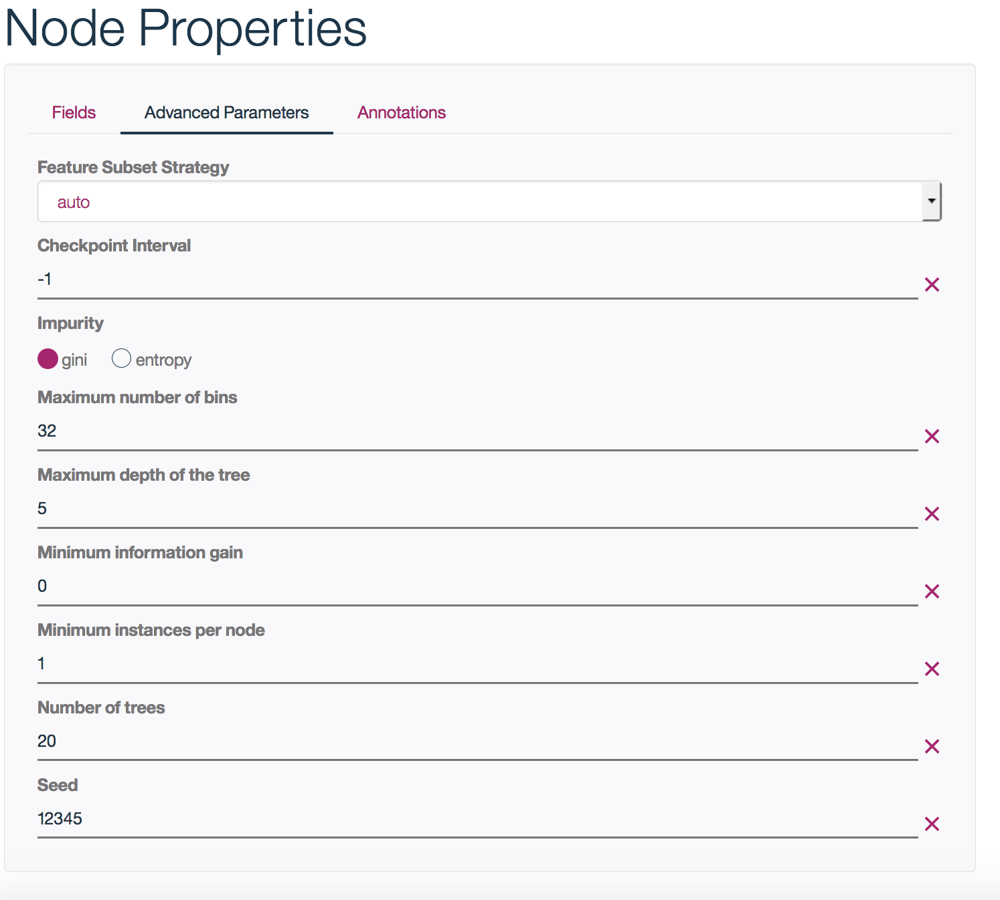 Node Properties
Fields Advanced Parameters Annotations
Feature Subset Strategy
auto
Checkpoint Interval
-1
Impurity
gini entropy
Maximum number of bins
32
Maximum depth of the tree
5
Minimum information gain
0
Minimum instances per node
1
Number of trees
20
Seed
12345